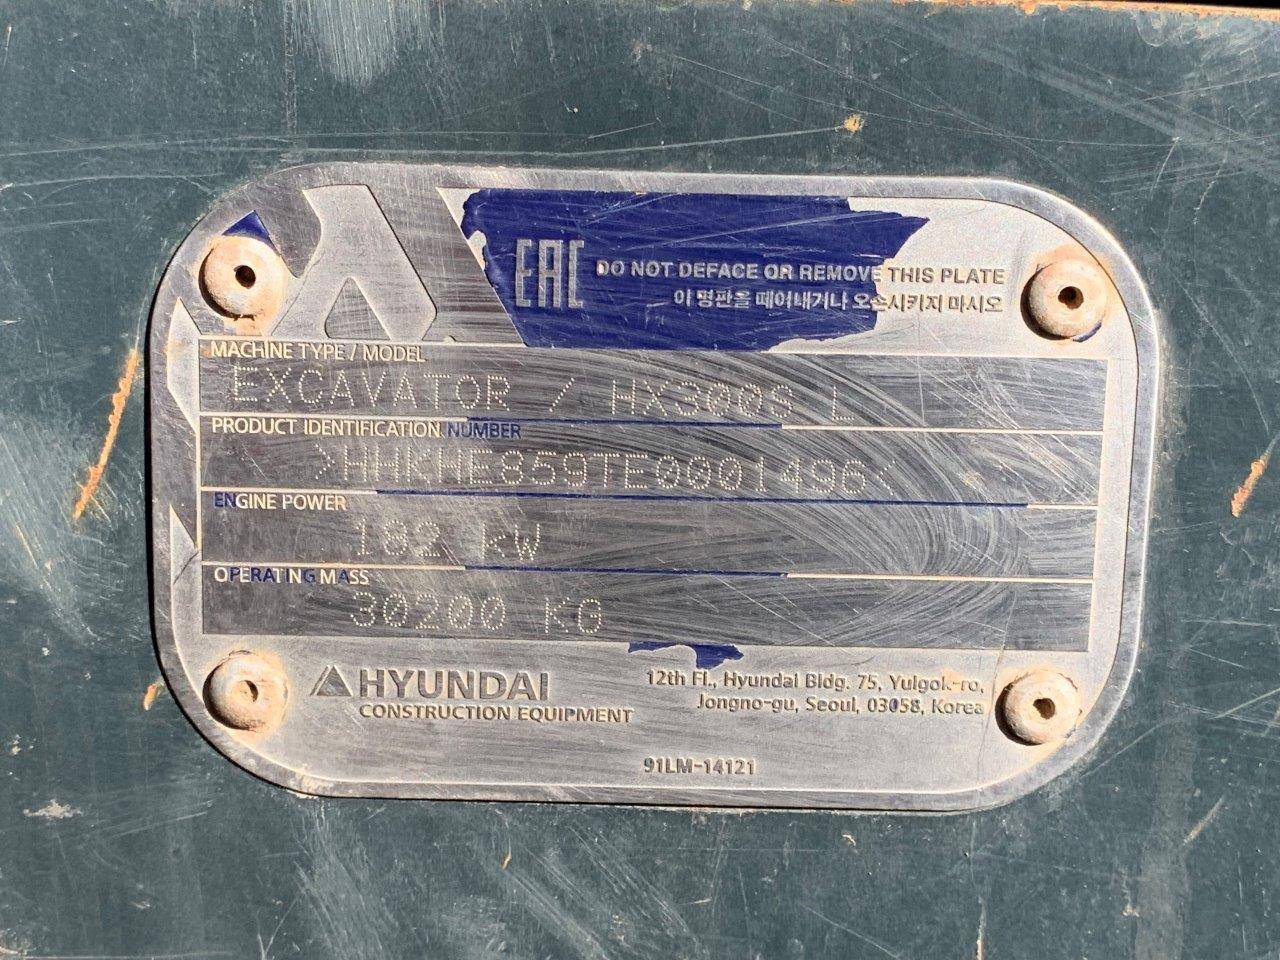 EAC DO NOT DEFACE OR REMOVE THIS PLATE
이 명판을 떼어내거나 오손시키지 마시오
MACHINE TYPE / MODEL
EXCAVATOR / HX300S L
PRODUCT IDENTIFICATION NUMBER
>HHKHE859TE0001496<
ENGINE POWER
182 kW
OPERATING MASS
30200 KG
HYUNDAI
CONSTRUCTION EQUIPMENT
12th Fl., Hyundai Bldg. 75, Yulgok-ro,
Jongno-gu, Seoul, 03058, Korea
91LM-14121